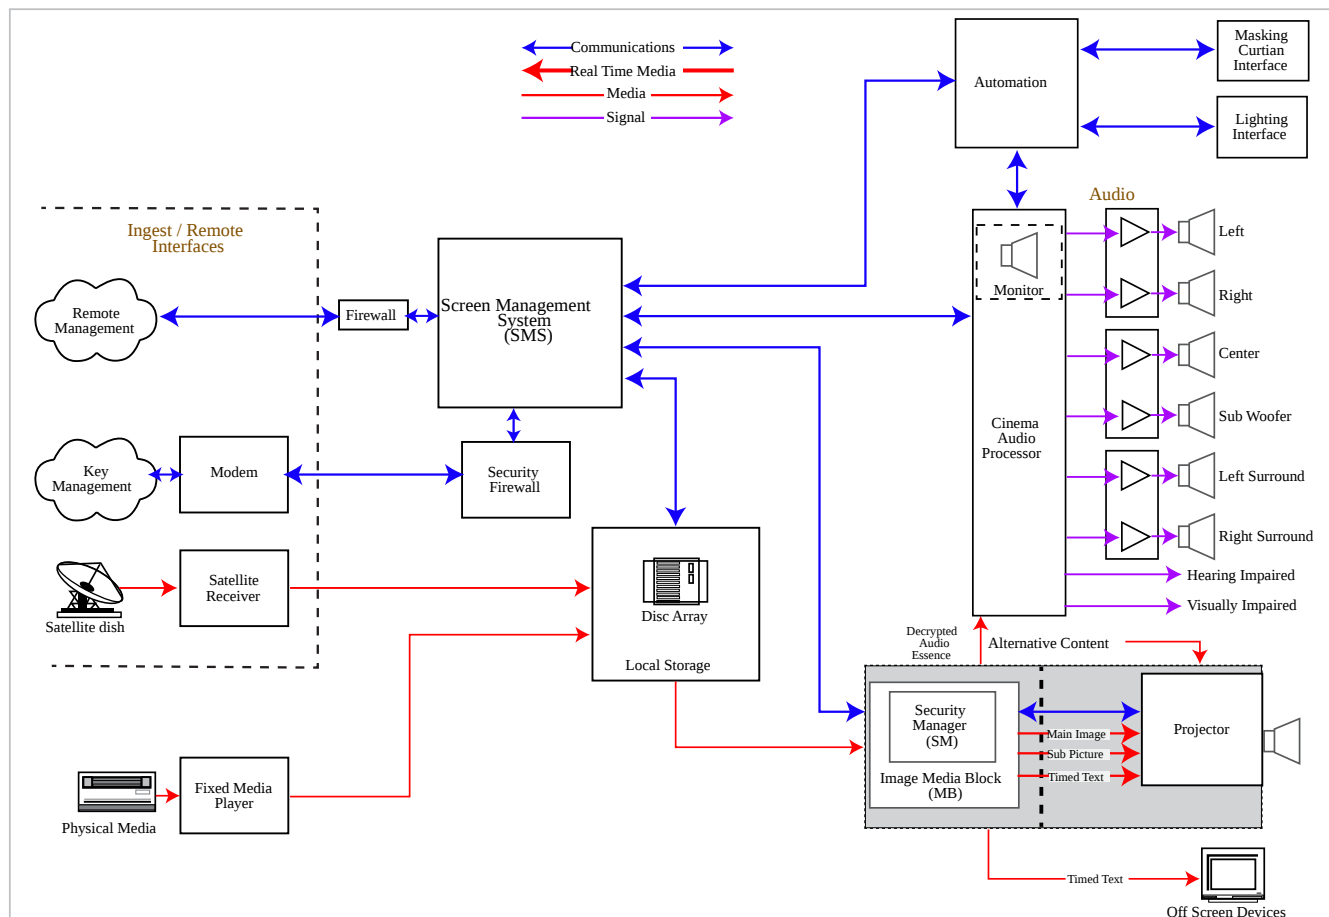 Communications
Real Time Media
Media
Signal
Automation
Masking
Curtian
Interface
Lighting
Interface
Ingest / Remote
Interfaces
Remote
Management
Firewall
Screen Management
System
(SMS)
Audio
Monitor
Left
Right
Center
Sub Woofer
Left Surround
Right Surround
Hearing Impaired
Visually Impaired
Cinema
Audio
Processor
Key
Management
Modem
Security
Firewall
Satellite dish
Satellite
Receiver
Disc Array
Local Storage
Decrypted
Audio
Essence
Alternative Content
Security
Manager
(SM)
Image Media Block
(MB)
Main Image
Sub Picture
Timed Text
Projector
Physical Media
Fixed Media
Player
Timed Text
Off Screen Devices